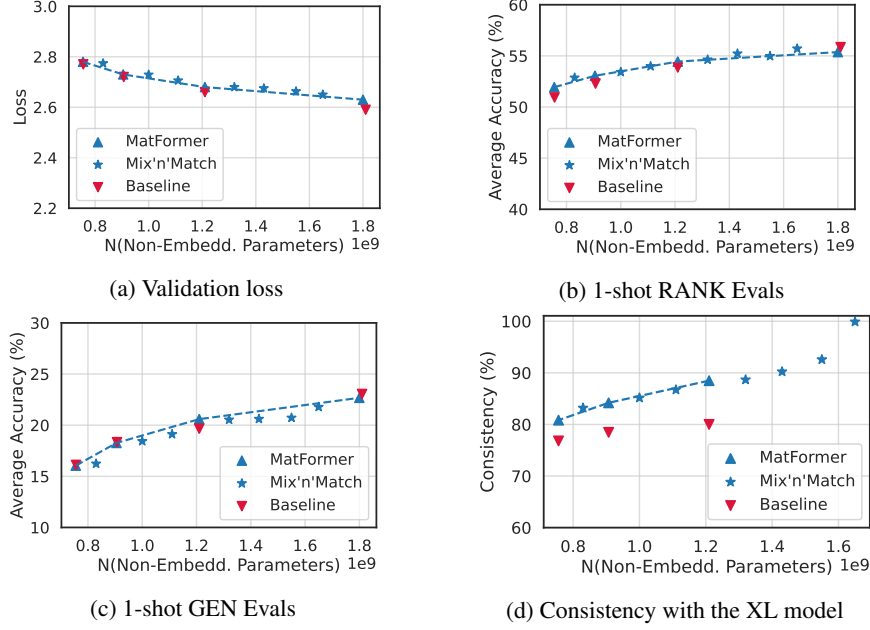 3.0
2.8
2.6
2.4
2.2
Loss
MatFormer
Mix'n'Match
Baseline
0.8 1.0 1.2 1.4 1.6 1.8
N(Non-Embedd. Parameters) 1e9
(a) Validation loss
60
55
50
45
40
Average Accuracy (%)
MatFormer
Mix'n'Match
Baseline
0.8 1.0 1.2 1.4 1.6 1.8
N(Non-Embedd. Parameters) 1e9
(b) 1-shot RANK Evals
30
25
20
15
10
Average Accuracy (%)
MatFormer
Mix'n'Match
Baseline
0.8 1.0 1.2 1.4 1.6 1.8
N(Non-Embedd. Parameters) 1e9
(c) 1-shot GEN Evals
100
90
80
70
60
Consistency (%)
MatFormer
Mix'n'Match
Baseline
0.8 1.0 1.2 1.4 1.6
N(Non-Embedd. Parameters) 1e9
(d) Consistency with the XL model